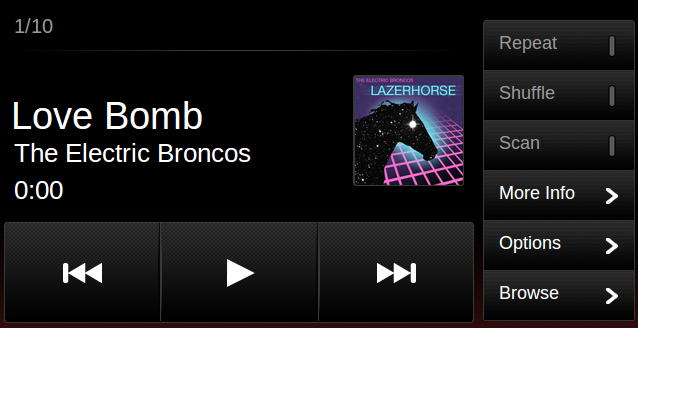 1/10
Love Bomb
The Electric Broncos
0:00
THE ELECTRIC BRONCOS
LAZERHORSE
Repeat
Shuffle
Scan
More Info
Options
Browse